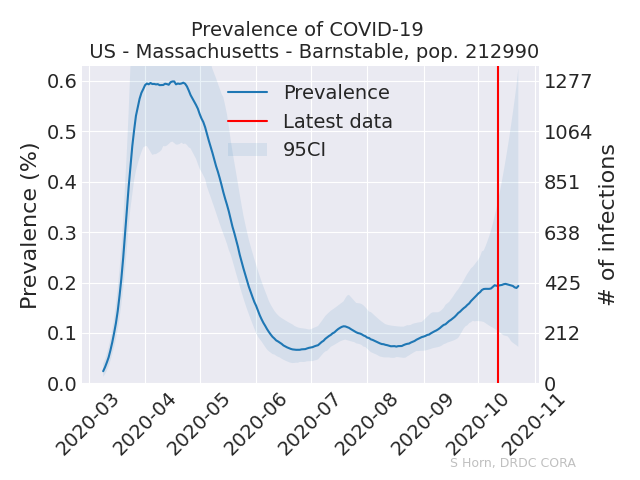 Prevalence of COVID-19
US - Massachusetts - Barnstable, pop. 212990
Prevalence (%)
0.6
0.5
0.4
0.3
0.2
0.1
0.0
Prevalence
Latest data
95CI
1277
1064
851
638
425
212
0
# of infections
2020-03
2020-04
2020-05
2020-06
2020-07
2020-08
2020-09
2020-10
2020-11
S Horn, DRDC CORA